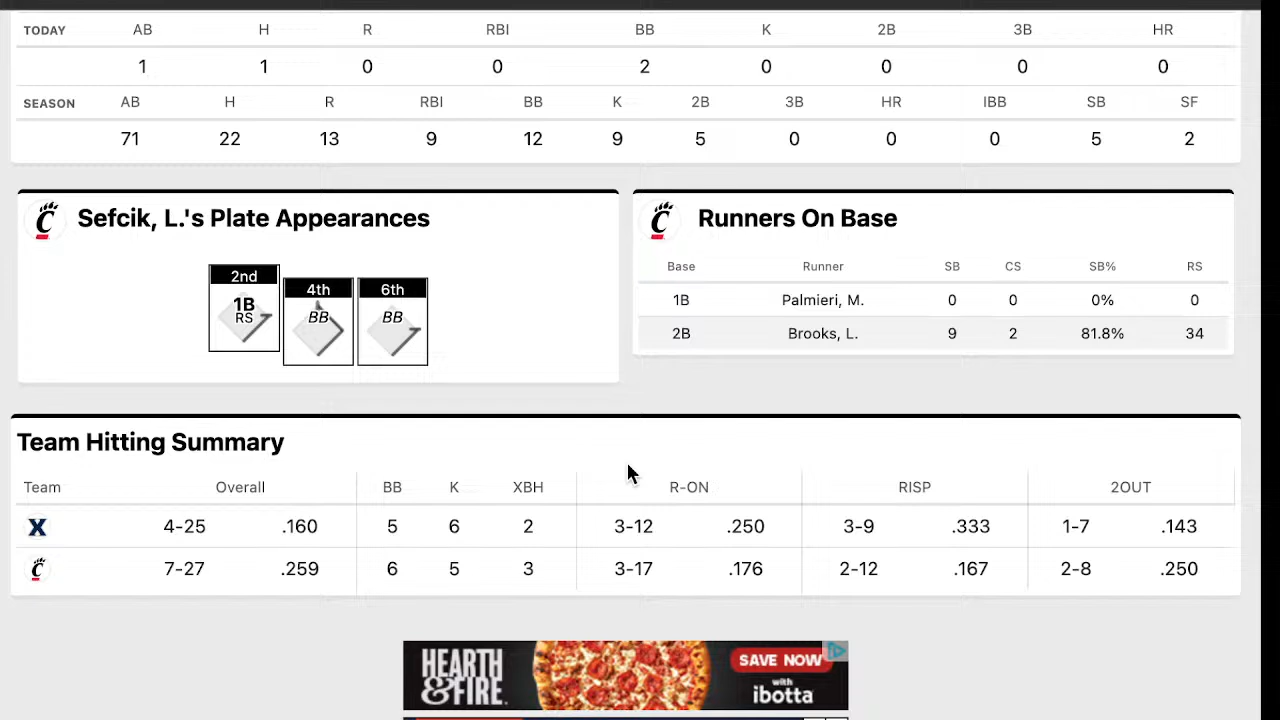 TODAY AB H R RBI BB K 2B 3B HR
1 1 0 0 2 0 0 0 0
SEASON AB H R RBI BB K 2B 3B HR IBB SB SF
71 22 13 9 12 9 5 0 0 0 5 2
C Sefcik, L.'s Plate Appearances
2nd
1B
RS
4th
BB
6th
BB
C Runners On Base
Base Runner SB CS SB% RS
1B Palmieri, M. 0 0 0% 0
2B Brooks, L. 9 2 81.8% 34
Team Hitting Summary
Team Overall BB K XBH R-ON RISP 2OUT
X 4-25 .160 5 6 2 3-12 .250 3-9 .333 1-7 .143
C 7-27 .259 6 5 3 3-17 .176 2-12 .167 2-8 .250
HEARTH
&FIRE.
SAVE NOW
with
ibotta